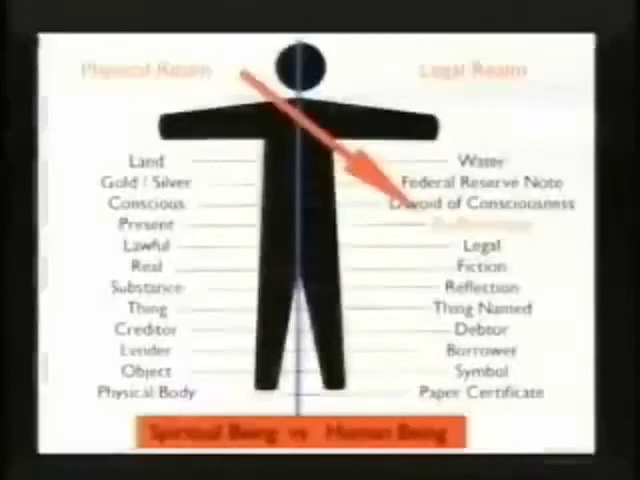 Physical Realm Legal Realm
Land Water
Gold / Silver Federal Reserve Note
Conscious Devoid of Consciousness
Present
Lawful Legal
Real Fiction
Substance Reflection
Thing Thing Named
Creditor Debtor
Lender Borrower
Object Symbol
Physical Body Paper Certificate
Spiritual Being vs Human Being